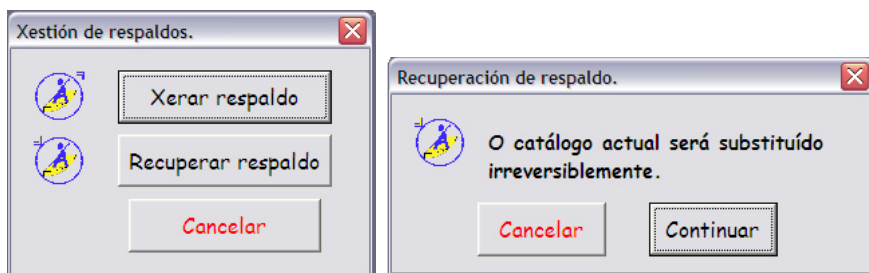 Xestión de respaldos.
Xerar respaldo
Recuperar respaldo
Cancelar
Recuperación de respaldo.
O catálogo actual será substituído
irreversiblemente.
Cancelar
Continuar